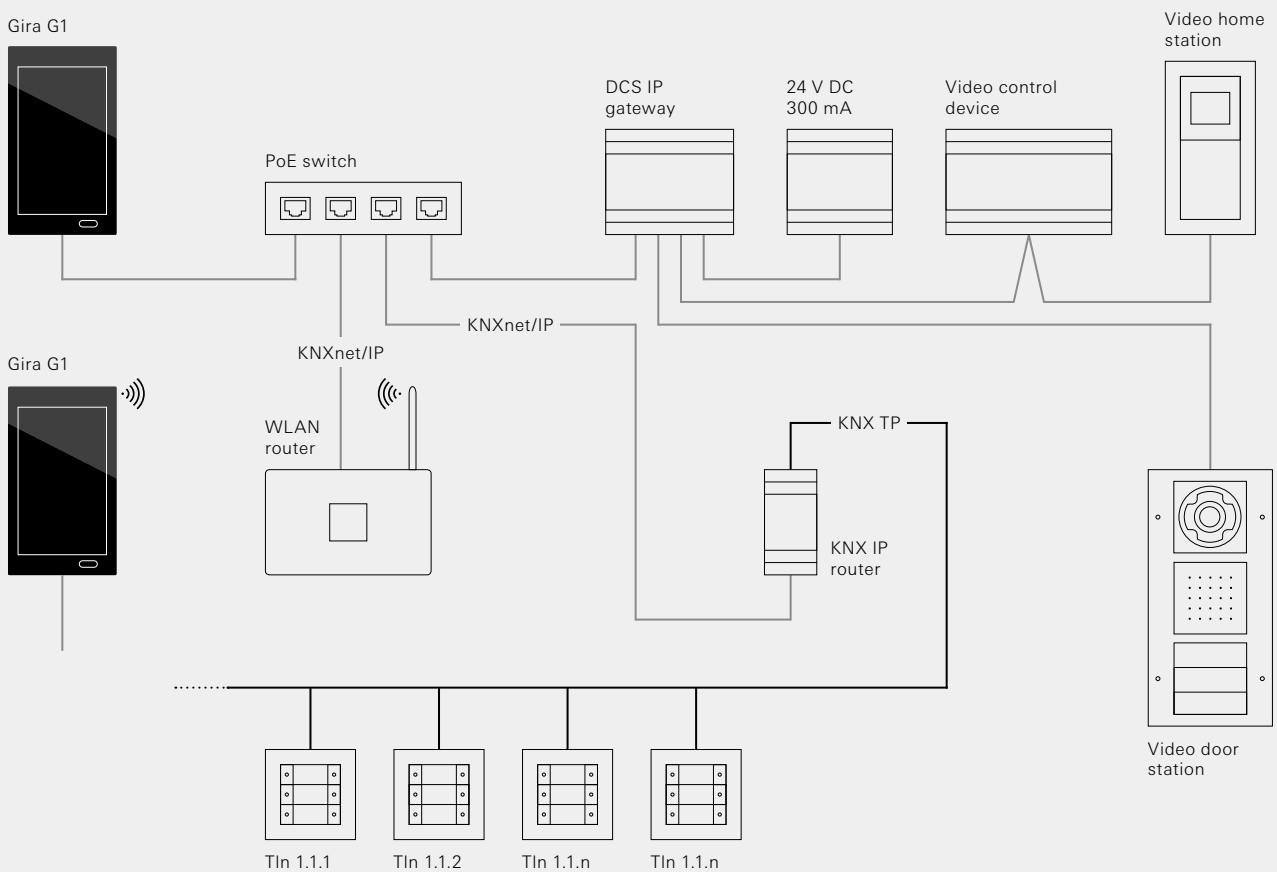 Gira G1
Video home
station
DCS IP
gateway
24 V DC
300 mA
Video control
device
PoE switch
KNXnet/IP
KNXnet/IP
Gira G1
WLAN
router
KNX TP
KNX IP
router
Video door
station
Tln 1.1.1
Tln 1.1.2
Tln 1.1.n
Tln 1.1.n